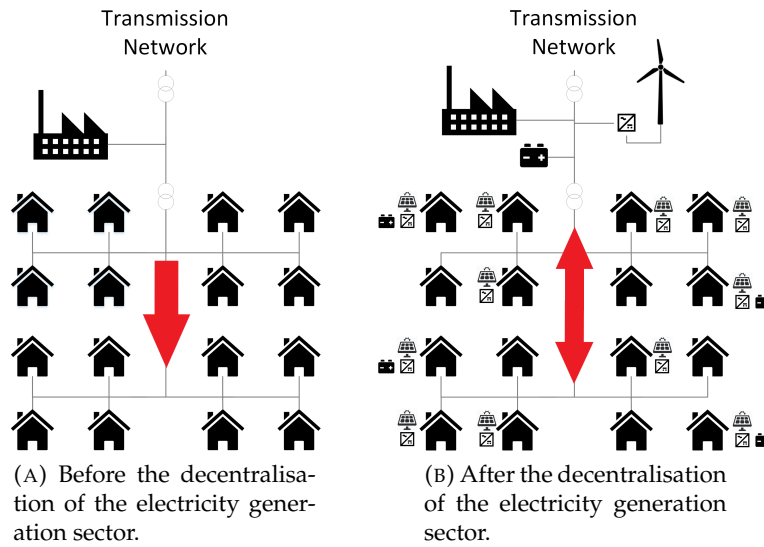 Transmission
Network
Transmission
Network
(A) Before the decentralisa-
tion of the electricity gener-
ation sector.
(B) After the decentralisation
of the electricity generation
sector.